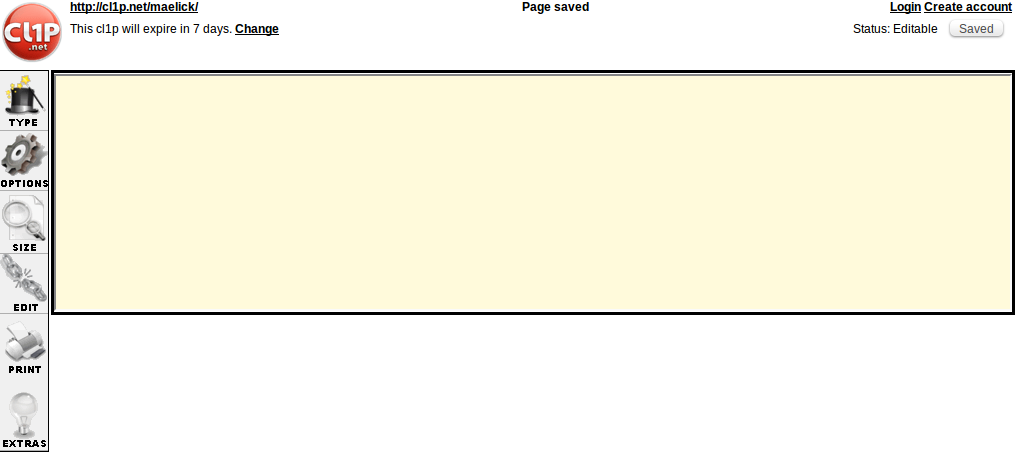 CL1P
.net
http://cl1p.net/maelick/
Page saved
Login Create account
This cl1p will expire in 7 days. Change
Status: Editable Saved
TYPE
OPTIONS
SIZE
EDIT
PRINT
EXTRAS